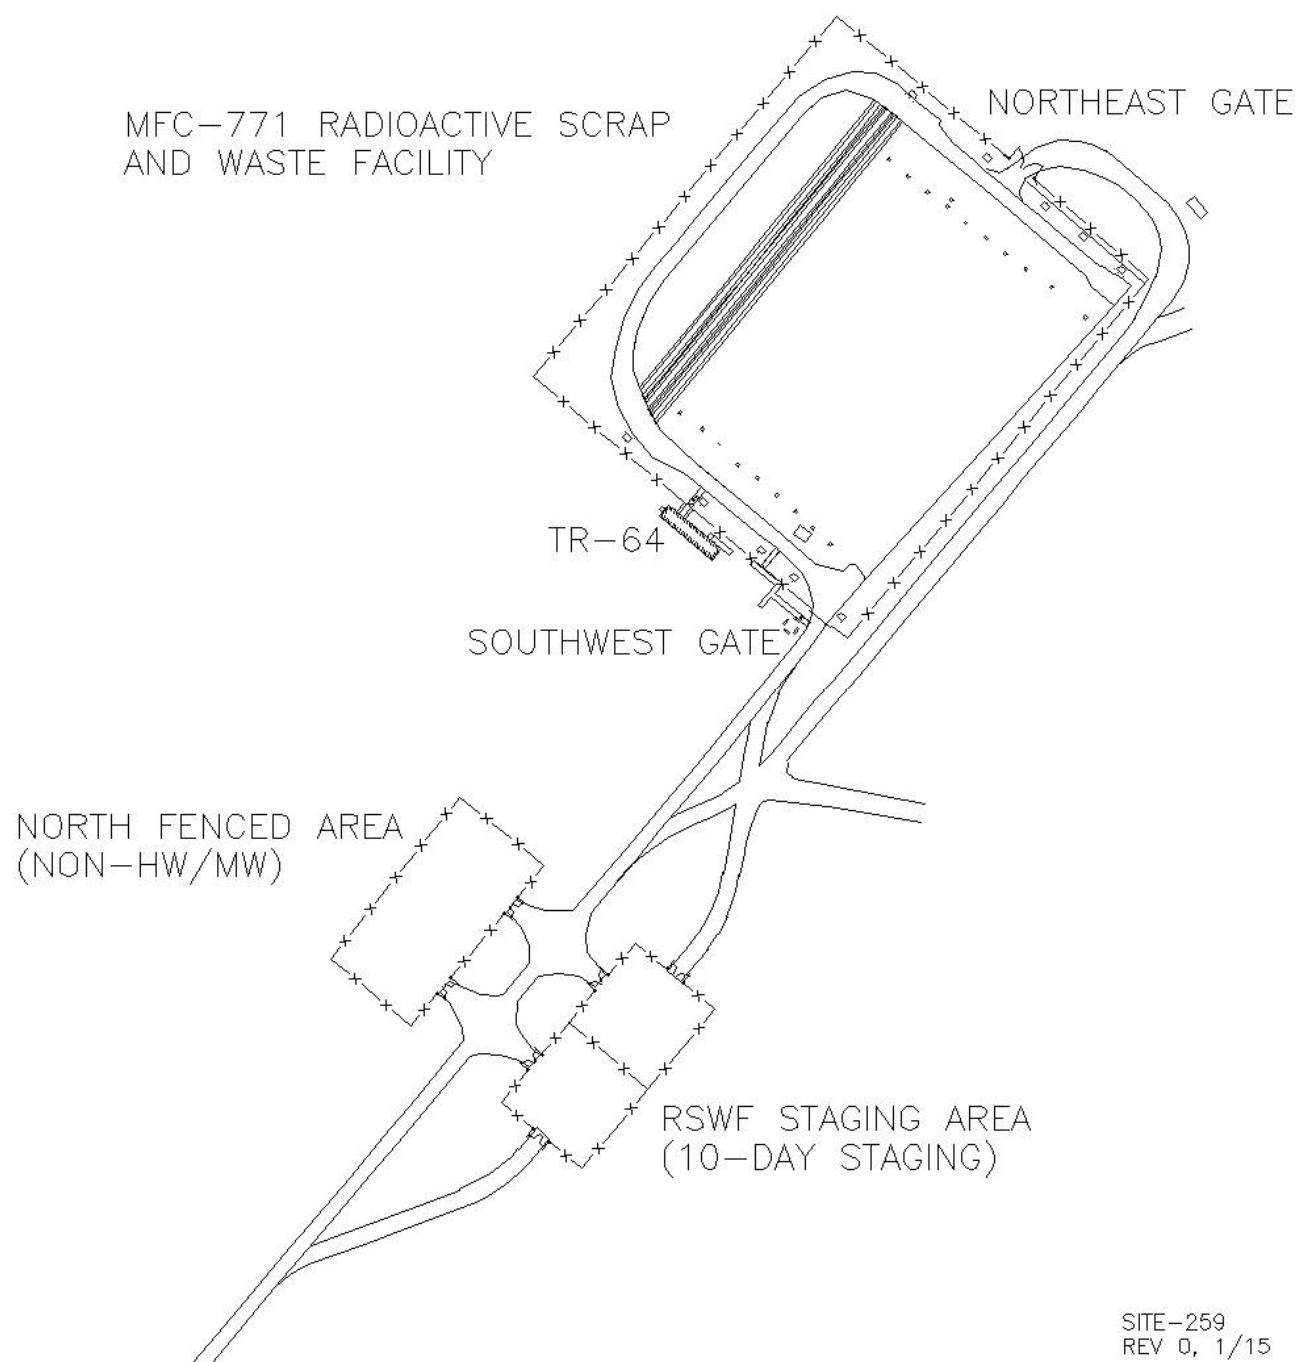 MFC-771 RADIOACTIVE SCRAP
AND WASTE FACILITY
NORTHEAST GATE
TR-64
SOUTHWEST GATE
NORTH FENCED AREA
(NON-HW/MW)
RSWF STAGING AREA
(10-DAY STAGING)
SITE-259
REV 0, 1/15